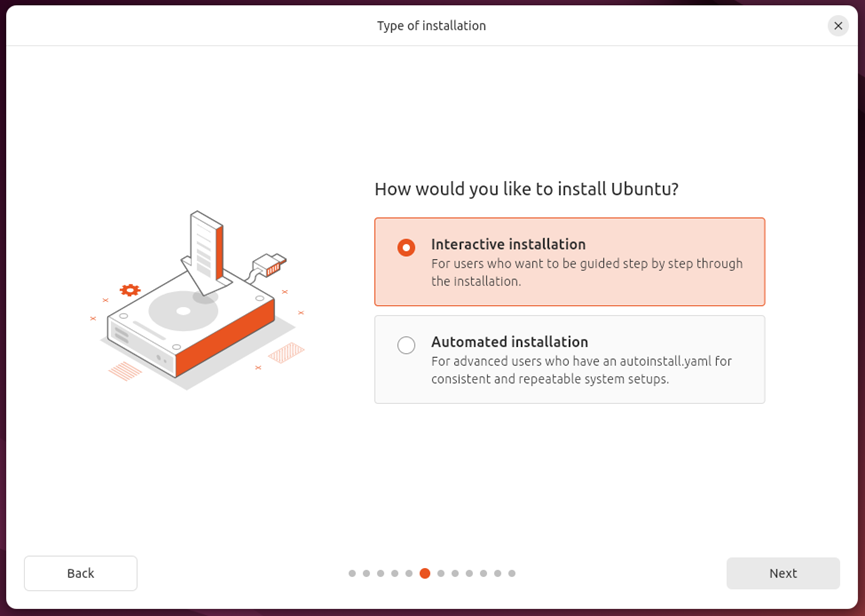 Type of installation
How would you like to install Ubuntu?
Interactive installation
For users who want to be guided step by step through
the installation.
Automated installation
For advanced users who have an autoinstall.yaml for
consistent and repeatable system setups.
Back
Next